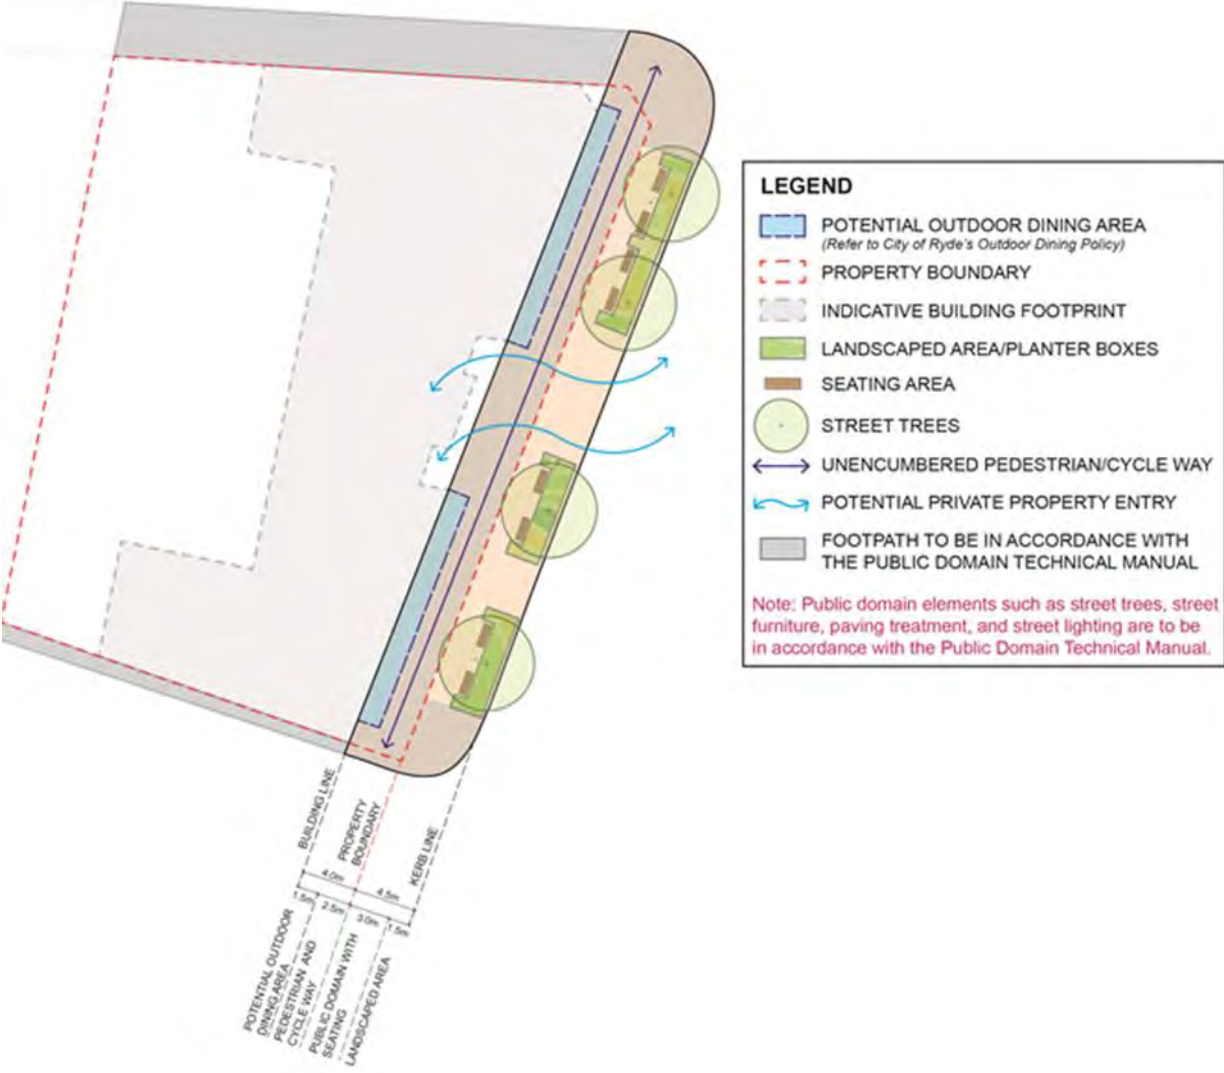 LEGEND
POTENTIAL OUTDOOR DINING AREA
(Refer to City of Ryde's Outdoor Dining Policy)
PROPERTY BOUNDARY
INDICATIVE BUILDING FOOTPRINT
LANDSCAPED AREA/PLANTER BOXES
SEATING AREA
STREET TREES
UNENCUMBERED PEDESTRIAN/CYCLE WAY
POTENTIAL PRIVATE PROPERTY ENTRY
FOOTPATH TO BE IN ACCORDANCE WITH
THE PUBLIC DOMAIN TECHNICAL MANUAL
Note: Public domain elements such as street trees, street
furniture, paving treatment, and street lighting are to be
in accordance with the Public Domain Technical Manual.
BUILDING LINE
PROPERTY
BOUNDARY
KERB LINE
4.0m
4.5m
1.5m
2.5m
3.0m
1.5m
POTENTIAL OUTDOOR
DINING AREA
PEDESTRIAN AND
CYCLE WAY
PUBLIC DOMAIN WITH
SEATING
LANDSCAPED AREA